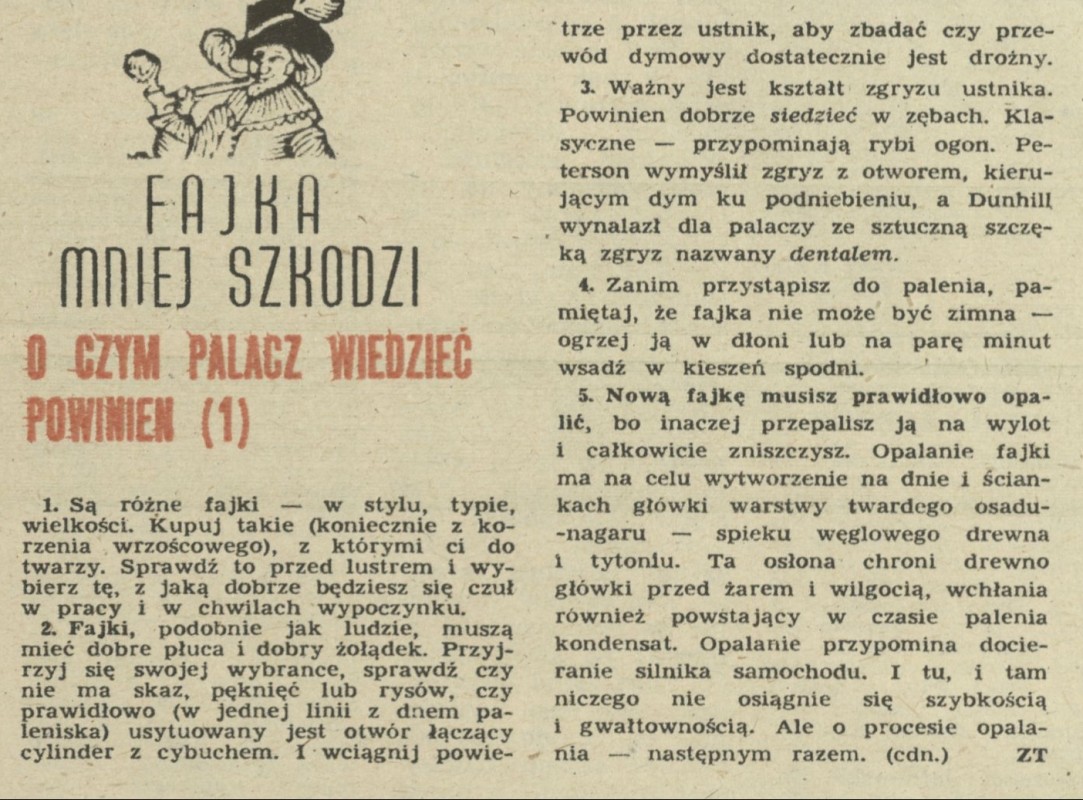 FAJKA
MNIEJ SZKODZI
O CZYM PALACZ WIEDZIEĆ
POWINIEN (1)
1. Są różne fajki — w stylu, typie,
wielkości. Kupuj takie (koniecznie z ko-
rzenia wrzoścowego), z którymi ci do
twarzy. Sprawdź to przed lustrem i wy-
bierz tę, z jaką dobrze będziesz się czuł
w pracy i w chwilach wypoczynku.
2. Fajki, podobnie jak ludzie, muszą
mieć dobre płuca i dobry żołądek. Przyj-
rzyj się swojej wybrance, sprawdź czy
nie ma skaz, pęknięć lub rysów, czy
prawidłowo (w jednej linii z dnem pa-
leniska) usytuowany jest otwór łączący
cylinder z cybuchem. I wciągnij powie-
trze przez ustnik, aby zbadać czy prze-
wód dymowy dostatecznie jest drożny.
3. Ważny jest kształt zgryzu ustnika.
Powinien dobrze siedzieć w zębach. Kla-
syczne — przypominają rybi ogon. Pe-
terson wymyślił zgryz z otworem, kieru-
jącym dym ku podniebieniu, a Dunhill
wynalazł dla palaczy ze sztuczną szczę-
ką zgryz nazwany dentalem.
4. Zanim przystąpisz do palenia, pa-
miętaj, że fajka nie może być zimna —
ogrzej ją w dłoni lub na parę minut
wsadź w kieszeń spodni.
5. Nową fajkę musisz prawidłowo opa-
lić, bo inaczej przepalisz ją na wylot
i całkowicie zniszczysz. Opalanie fajki
ma na celu wytworzenie na dnie i ścian-
kach główki warstwy twardego osadu-
-nagaru — spieku węglowego drewna
i tytoniu. Ta osłona chroni drewno
główki przed żarem i wilgocią, wchłania
również powstający w czasie palenia
kondensat. Opalanie przypomina docie-
ranie silnika samochodu. I tu, i tam
niczego nie osiągnie się szybkością
i gwałtownością. Ale o procesie opala-
nia — następnym razem. (cdn.) ZT